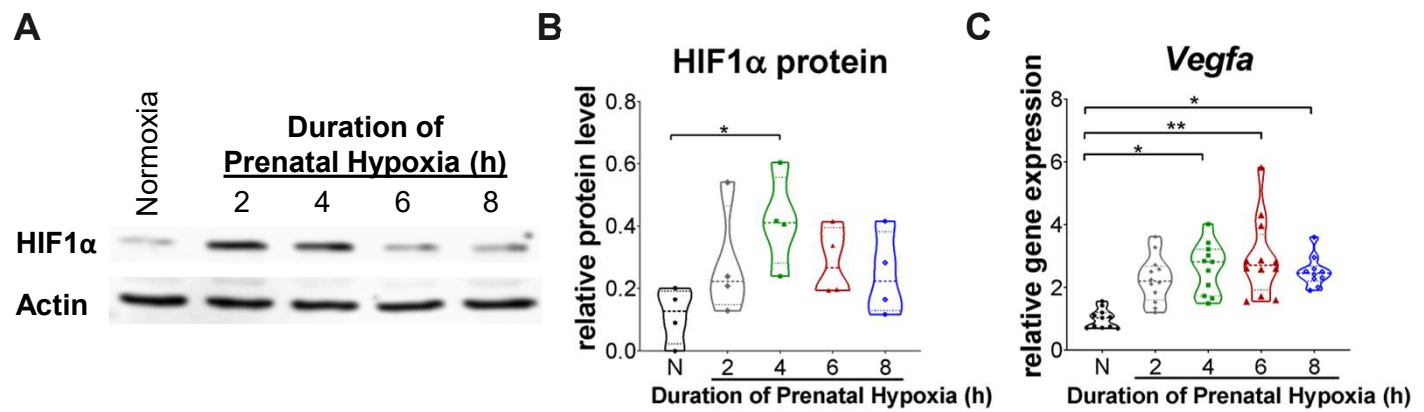 A
Normoxia
Duration of
Prenatal Hypoxia (h)
2 4 6 8
HIF1α
Actin
B
HIF1α protein
relative protein level
0.8
0.6
0.4
0.2
0.0
*
N 2 4 6 8
Duration of Prenatal Hypoxia (h)
C
Vegfa
relative gene expression
8
6
4
2
0
*
**
*
N 2 4 6 8
Duration of Prenatal Hypoxia (h)